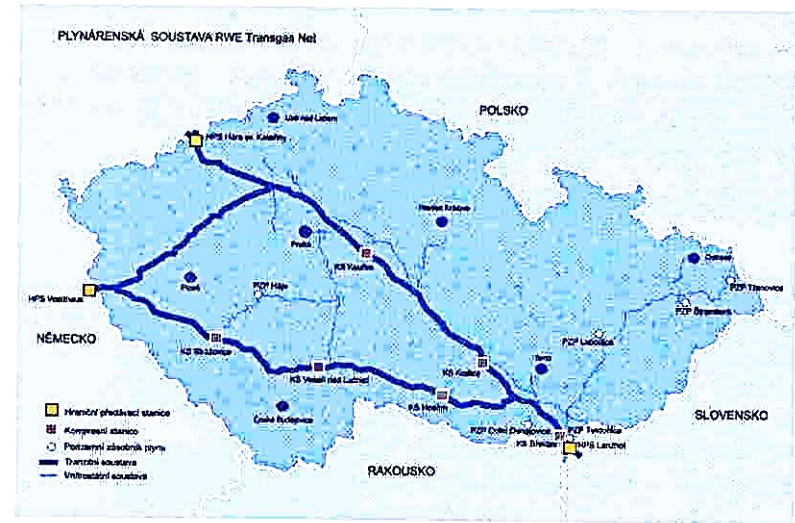 PLYNÁRENSKÁ SOUSTAVA RWE Transgas Net
POLSKO
Ústí nad Labem
HPS Hora sv. Kateřiny
Hradec Králové
Praha
KS Kouřim
Ostrava
PZP Třanovice
HPS Waidhaus
Plzeň
PZP Háje
PZP Štramberk
NĚMECKO
PZP Lobodice
KS Strážovice
KS Kralice
Brno
KS Veselí nad Lužnicí
KS Hostim
České Budějovice
SLOVENSKO
PZP Dolní Dunajovice
PZP Tvrdonice
KS Břeclav
HPS Lanžhot
RAKOUSKO
Hraniční předávací stanice
Kompresní stanice
Podzemní zásobník plynu
Tranzitní soustava
Vnitrostátní soustava